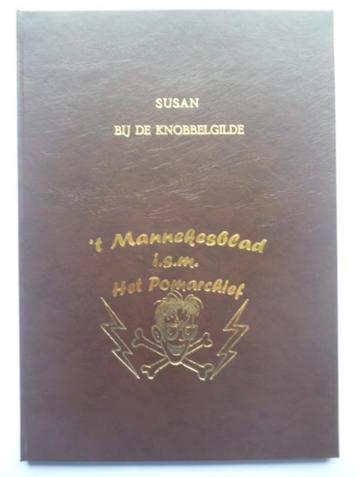 SUSAN
BIJ DE KNOBBELGILDE
't Mannekesblad
i.s.m.
Het Pomarchief